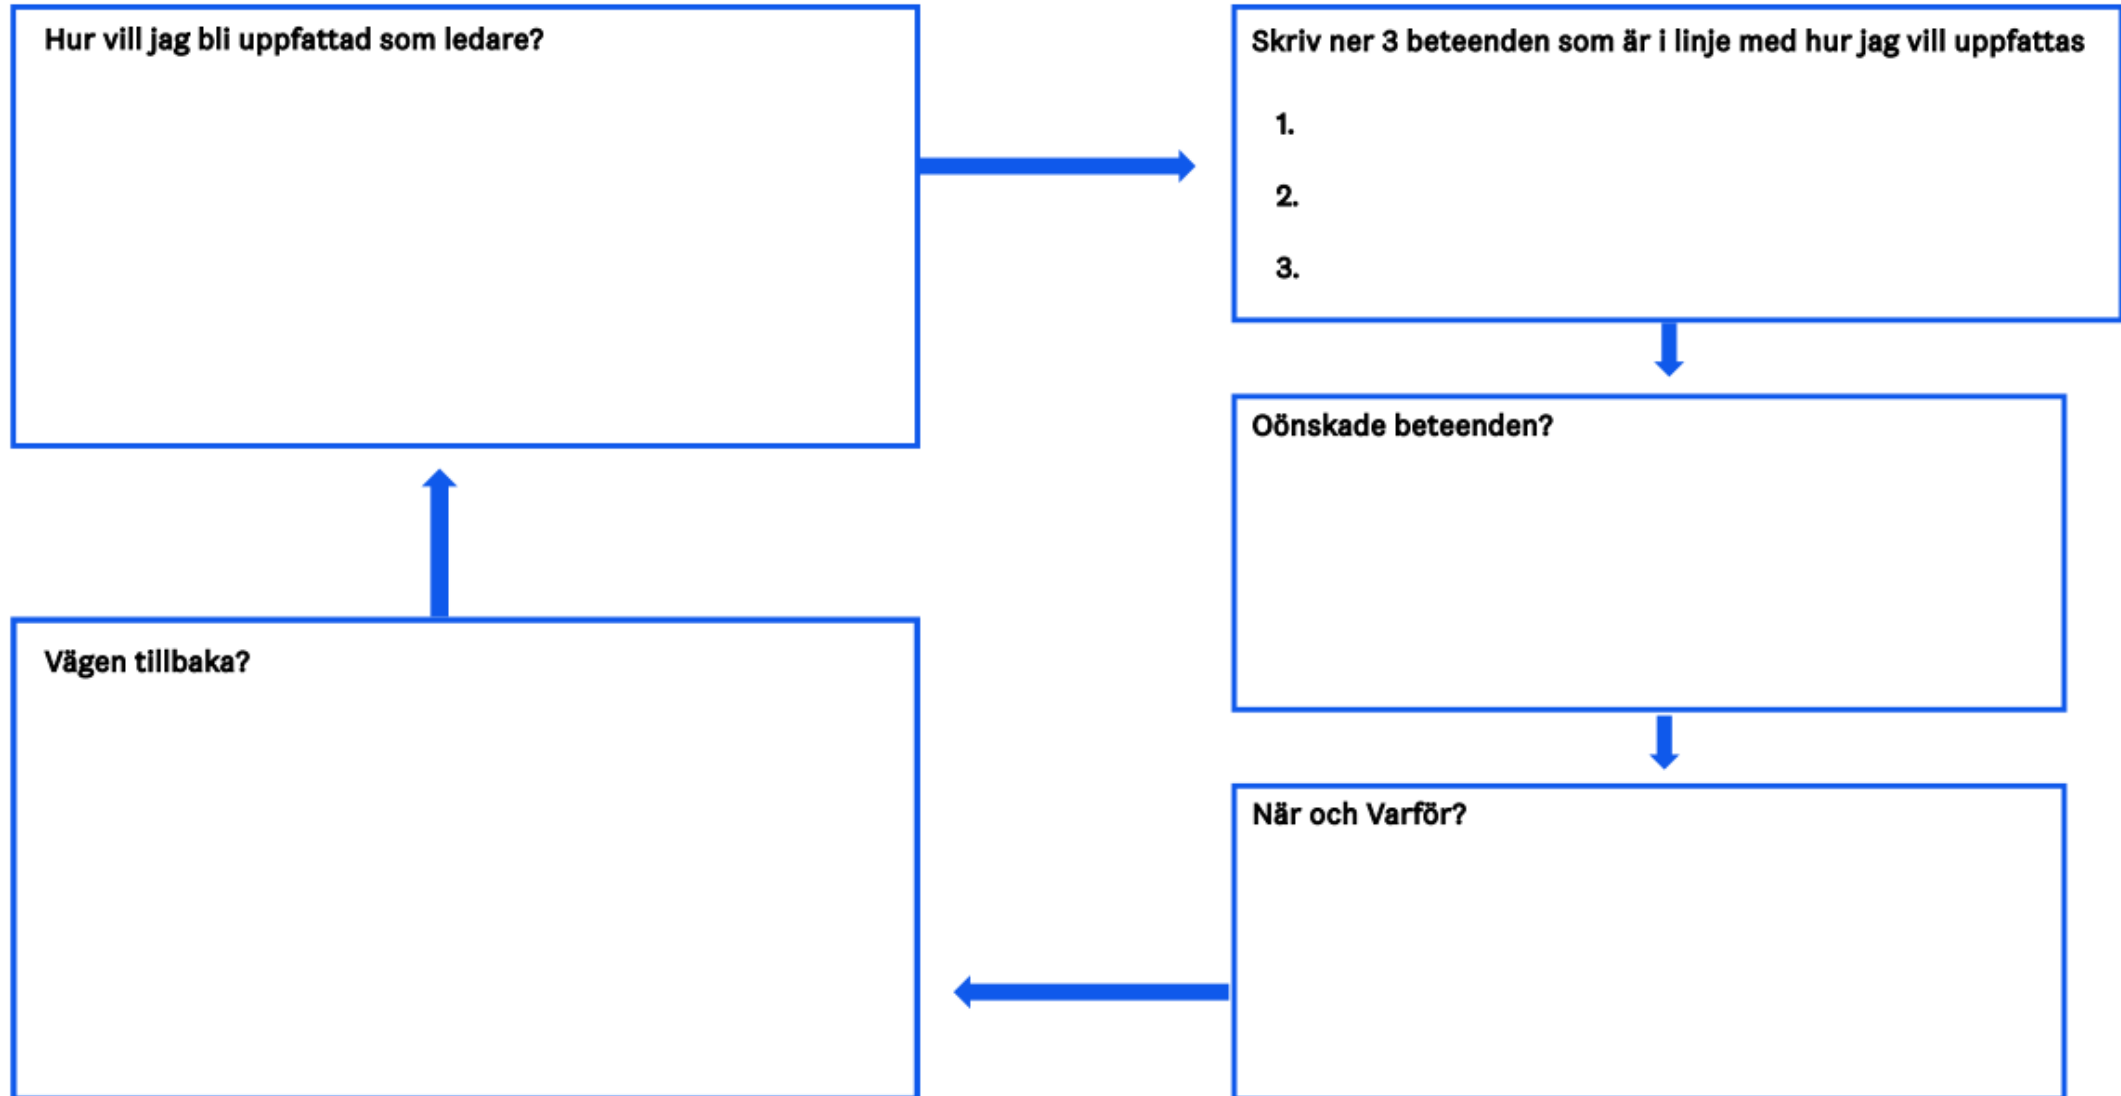 Hur vill jag bli uppfattad som ledare?
Skriv ner 3 beteenden som är i linje med hur jag vill uppfattas
1.
2.
3.
Oönskade beteenden?
När och Varför?
Vägen tillbaka?